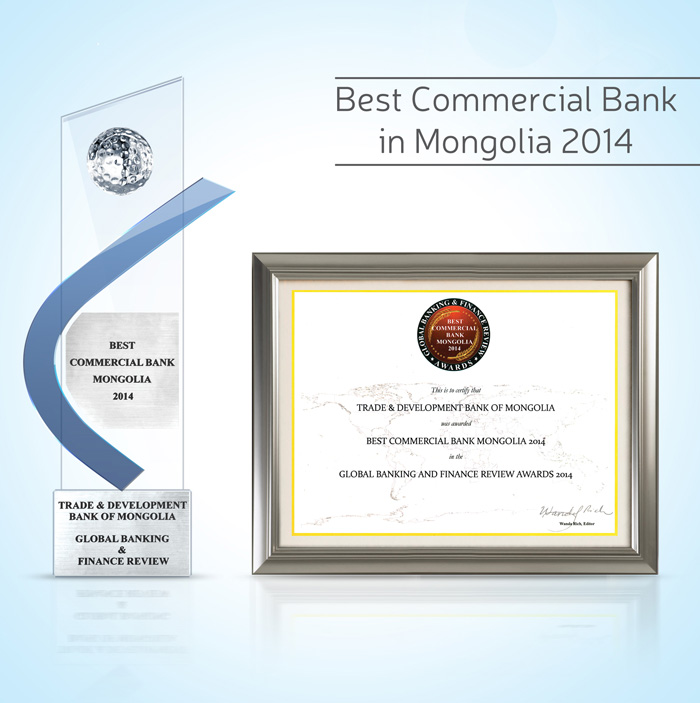 Best Commercial Bank
in Mongolia 2014
BEST
COMMERCIAL BANK
MONGOLIA
2014
TRADE & DEVELOPMENT
BANK OF MONGOLIA
GLOBAL BANKING
&
FINANCE REVIEW
GLOBAL BANKING & FINANCE REVIEW
AWARDS
BEST
COMMERCIAL
BANK
MONGOLIA
2014
This is to certify that
TRADE & DEVELOPMENT BANK OF MONGOLIA
was awarded
BEST COMMERCIAL BANK MONGOLIA 2014
in the
GLOBAL BANKING AND FINANCE REVIEW AWARDS 2014
Wanda Rich
Wanda Rich, Editor